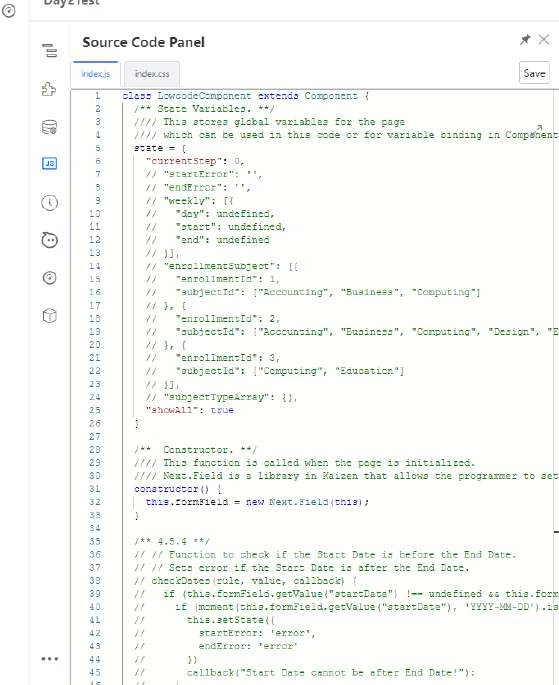 Day2Test
Source Code Panel
index.js
index.css
Save
JS
1 class LowcodeComponent extends Component {
2 /** State Variables. **/
3 //// This stores global variables for the page
4 //// which can be used in this code or for variable binding in Component
5 state = {
6 "currentStep": 0,
7 // "startError": '',
8 // "endError": '',
9 // "weekly": [{
10 // "day": undefined,
11 // "start": undefined,
12 // "end": undefined
13 // }],
14 // "enrollmentSubject": [{
15 // "enrollmentId": 1,
16 // "subjectId": ["Accounting", "Business", "Computing"]
17 // }, {
18 // "enrollmentId": 2,
19 // "subjectId": ["Accounting", "Business", "Computing", "Design", "E
20 // }, {
21 // "enrollmentId": 3,
22 // "subjectId": ["Computing", "Education"]
23 // }],
24 // "subjectTypeArray": {},
25 "showAll": true
26 }
27
28 /** Constructor. **/
29 //// This function is called when the page is initialized.
30 //// Next.Field is a library in Kaizen that allows the programmer to set
31 constructor() {
32 this.formField = new Next.Field(this);
33 }
34
35 /** 4.5.4 **/
36 // // Function to check if the Start Date is before the End Date.
37 // // Sets error if the Start Date is after the End Date.
38 // checkDates(rule, value, callback) {
39 // if (this.formField.getValue("startDate") !== undefined && this.form
40 // if (moment(this.formField.getValue("startDate"), 'YYYY-MM-DD').is
41 // this.setState({
42 // startError: 'error',
43 // endError: 'error'
44 // })
45 // callback("Start Date cannot be after End Date!");